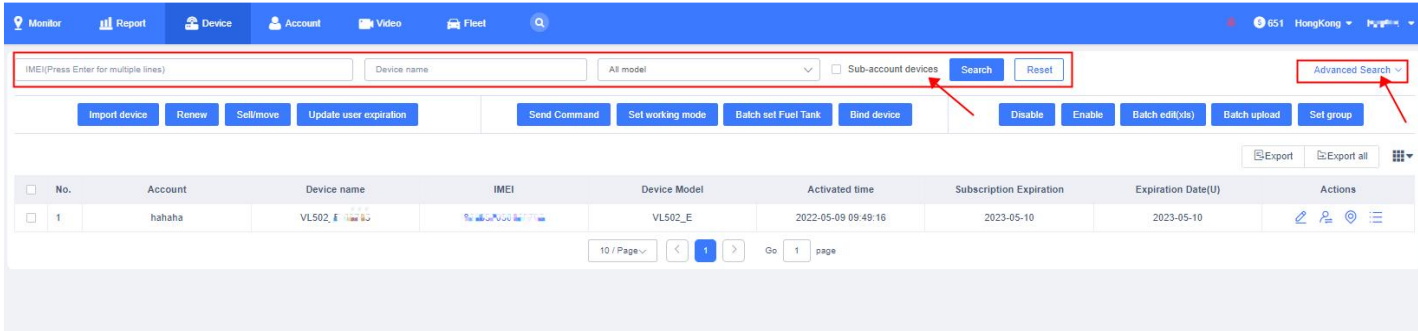 Monitor Report Device Account Video Fleet 651 HongKong
IMEI(Press Enter for multiple lines) Device name All model Sub-account devices Search Reset Advanced Search
Import device Renew Sell/move Update user expiration Send Command Set working mode Batch set Fuel Tank Bind device Disable Enable Batch edit(xls) Batch upload Set group
Export Export all
No. Account Device name IMEI Device Model Activated time Subscription Expiration Expiration Date(U) Actions
1 hahaha VL502_E 2022-05-09 09:49:16 2023-05-10 2023-05-10
10 / Page 1 Go 1 page